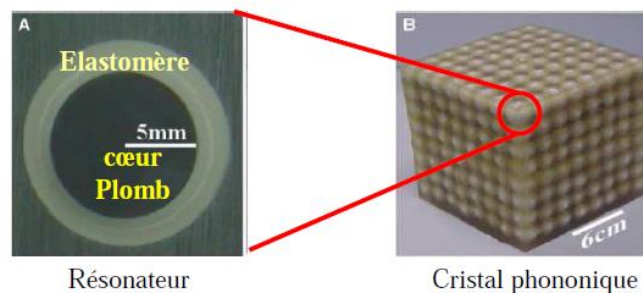 A
Elastomère
5mm
cœur
Plomb
Résonateur
B
6cm
Cristal phononique